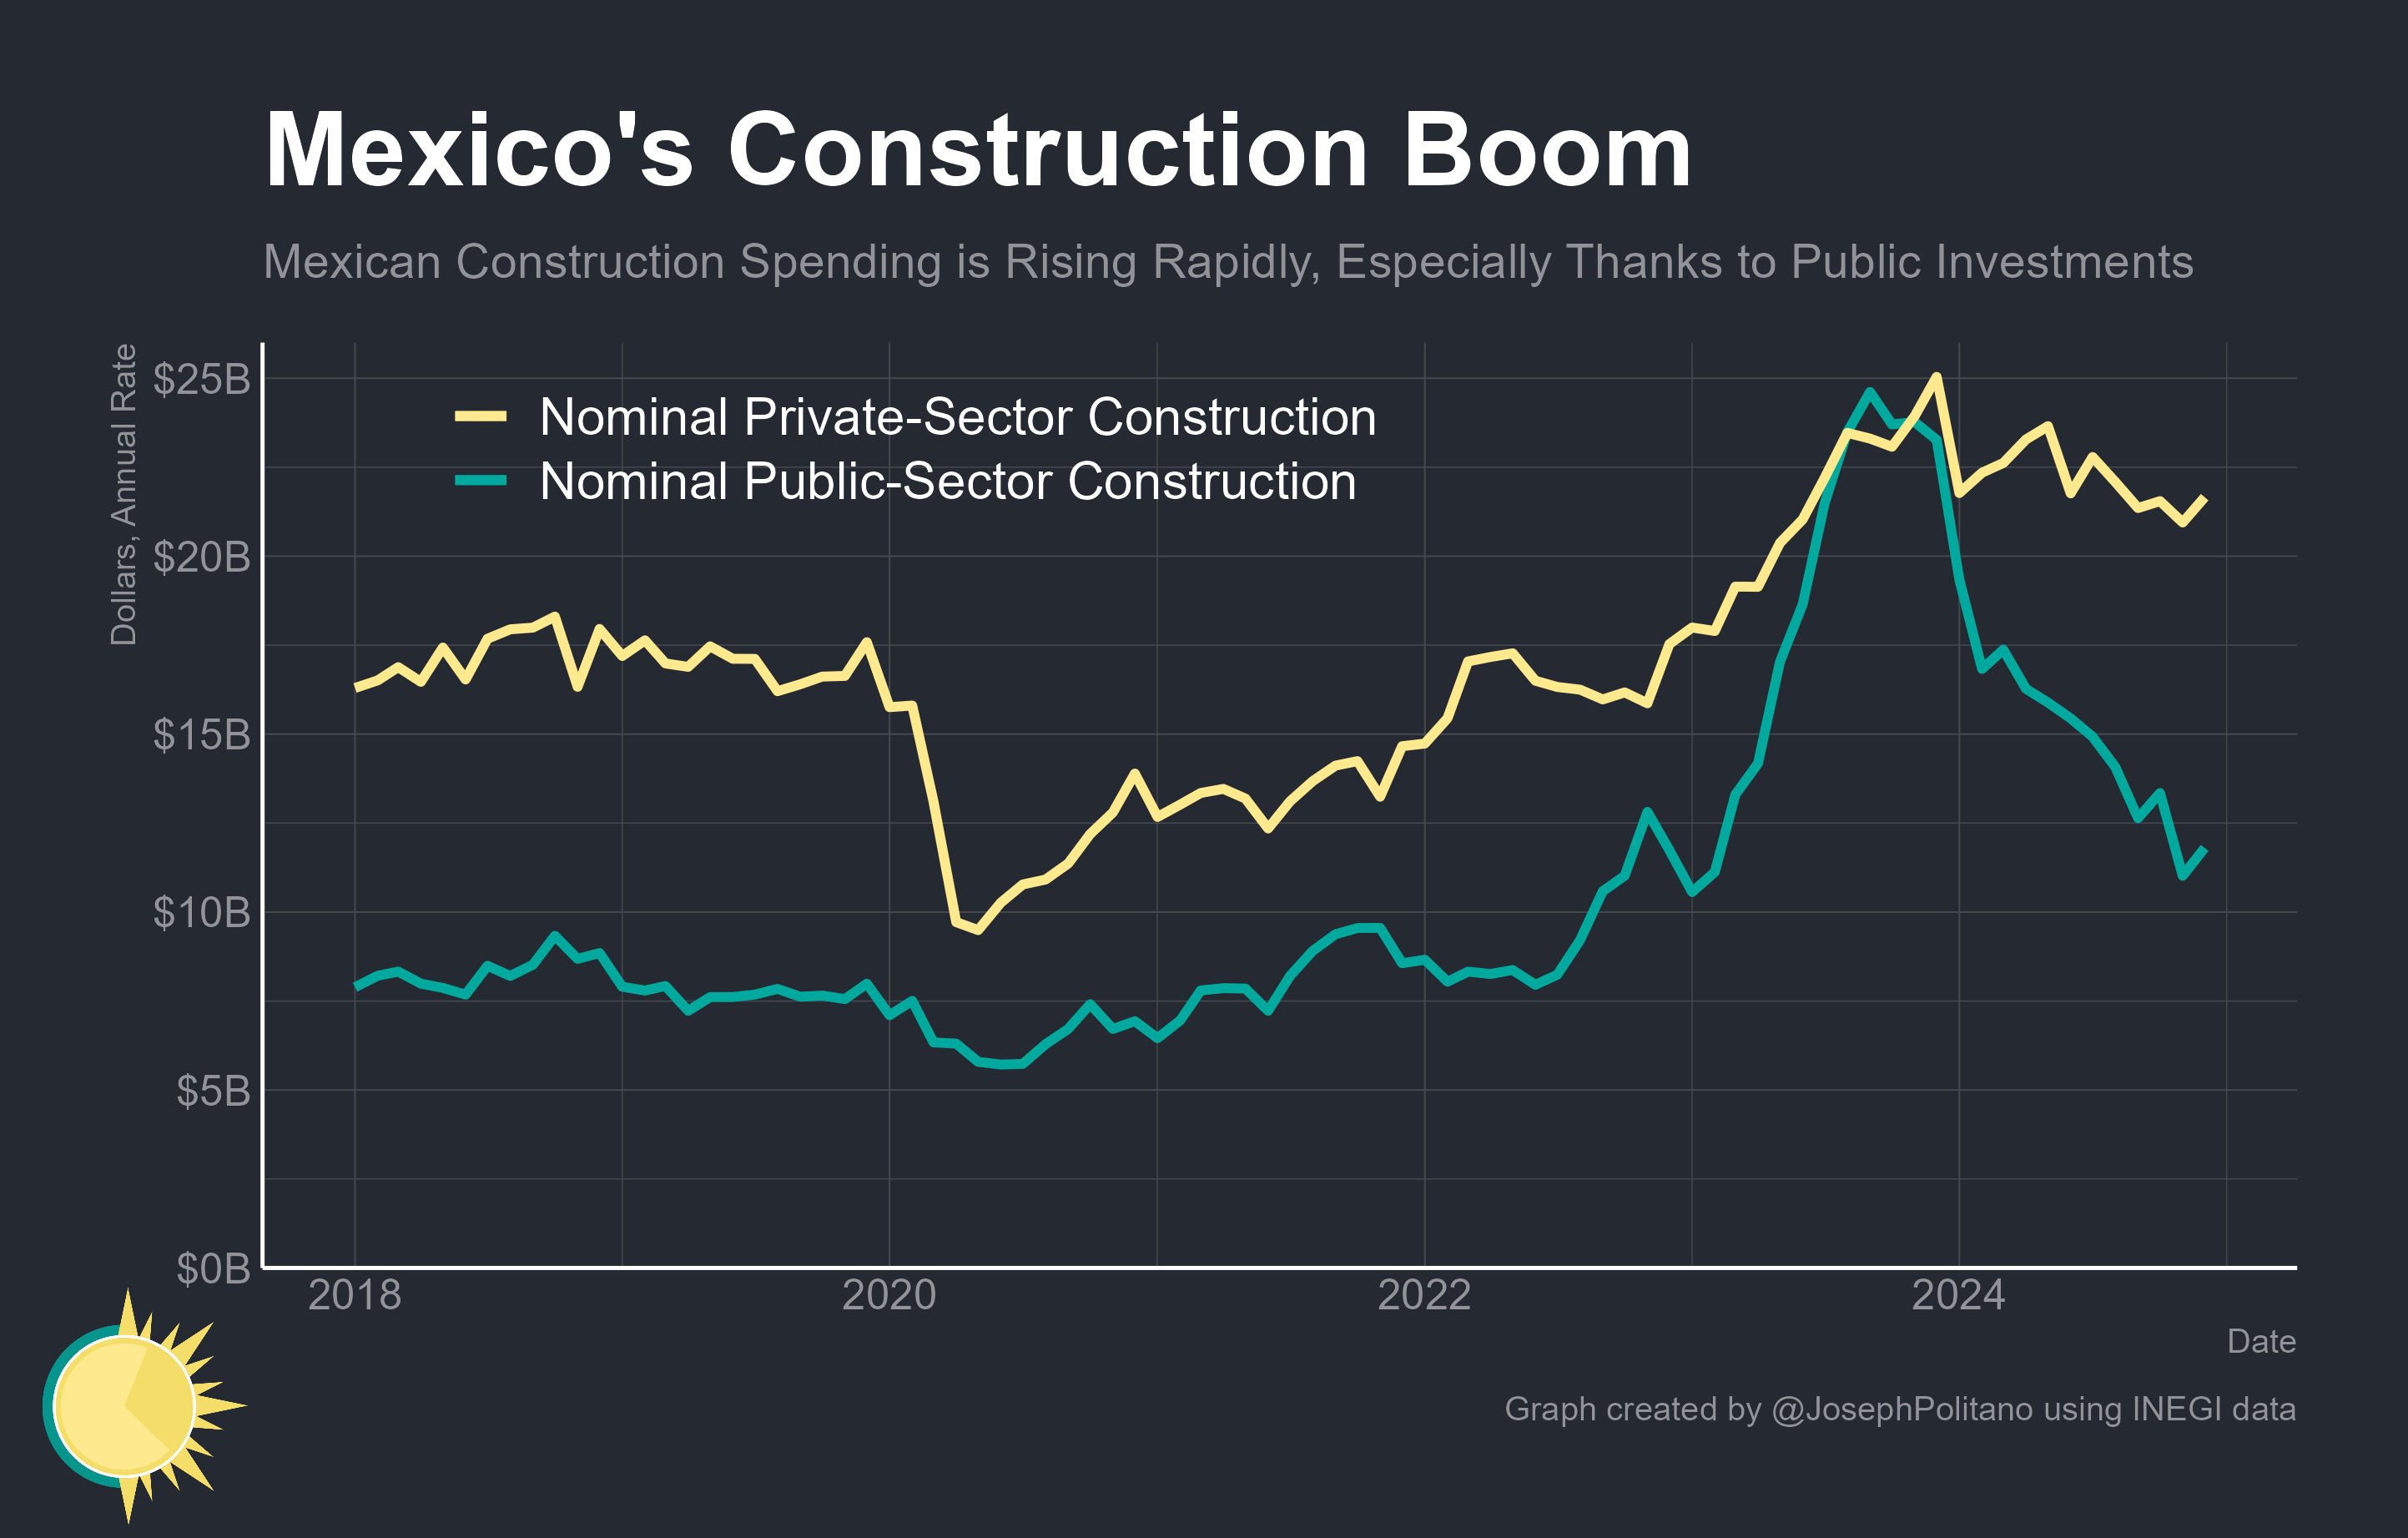 Mexico's Construction Boom
Mexican Construction Spending is Rising Rapidly, Especially Thanks to Public Investments
Dollars, Annual Rate
$25B
$20B
$15B
$10B
$5B
$0B
Nominal Private-Sector Construction
Nominal Public-Sector Construction
2018
2020
2022
2024
Date
Graph created by @JosephPolitano using INEGI data